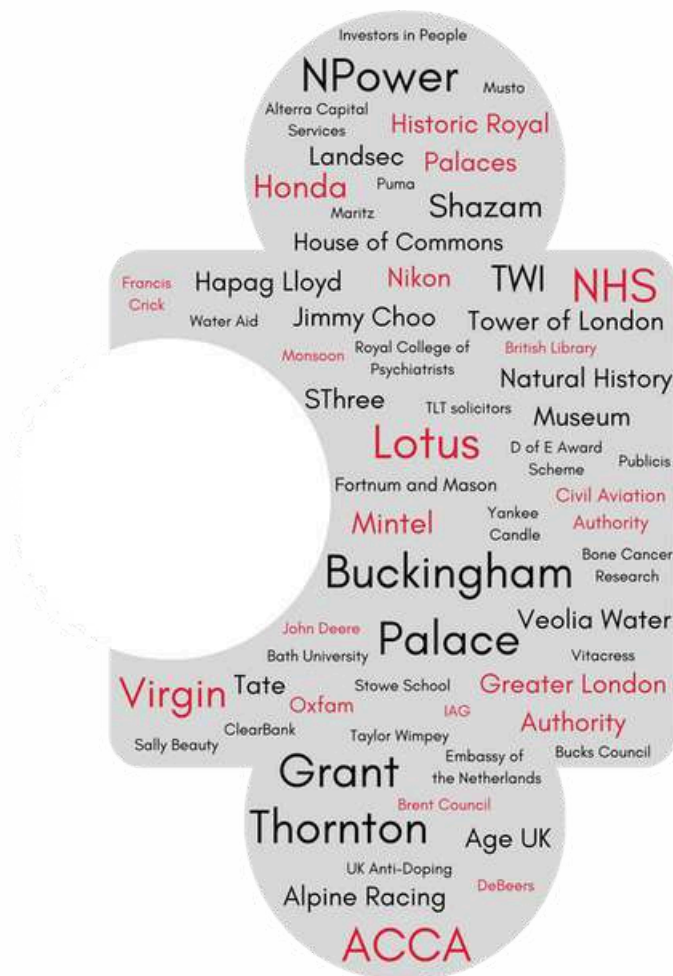 Investors in People
NPower
Musto
Alterra Capital
Services
Historic Royal
Palaces
Landsec
Honda
Puma
Maritz
Shazam
House of Commons
Francis
Crick
Hapag Lloyd
Nikon
TWI
NHS
Water Aid
Jimmy Choo
Tower of London
Monsoon
Royal College of
Psychiatrists
British Library
Natural History
Museum
SThree
TLT solicitors
Lotus
D of E Award
Scheme
Publicis
Fortnum and Mason
Civil Aviation
Authority
Mintel
Yankee
Candle
Buckingham
Palace
Bone Cancer
Research
Veolia Water
John Deere
Bath University
Vitacress
Virgin
Tate
Stowe School
Greater London
Authority
Oxfam
IAG
ClearBank
Sally Beauty
Taylor Wimpey
Bucks Council
Embassy of
the Netherlands
Grant
Thornton
Brent Council
Age UK
UK Anti-Doping
DeBeers
Alpine Racing
ACCA